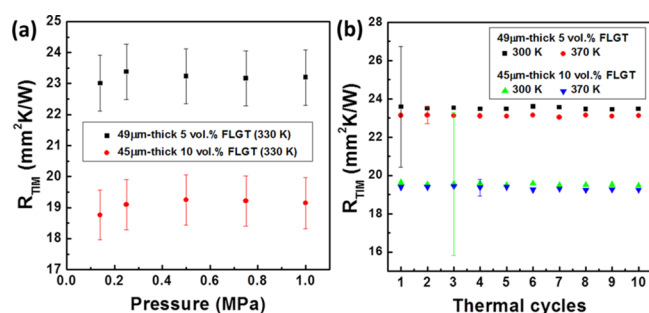 (a)
24
23
22
21
20
19
18
17
R_TIM (mm²K/W)
49μm-thick 5 vol.% FLGT (330 K)
45μm-thick 10 vol.% FLGT (330 K)
0.0 0.2 0.4 0.6 0.8 1.0
Pressure (MPa)
(b)
28
26
24
22
20
18
16
R_TIM (mm²K/W)
49μm-thick 5 vol.% FLGT
300 K 370 K
45μm-thick 10 vol.% FLGT
300 K 370 K
1 2 3 4 5 6 7 8 9 10
Thermal cycles